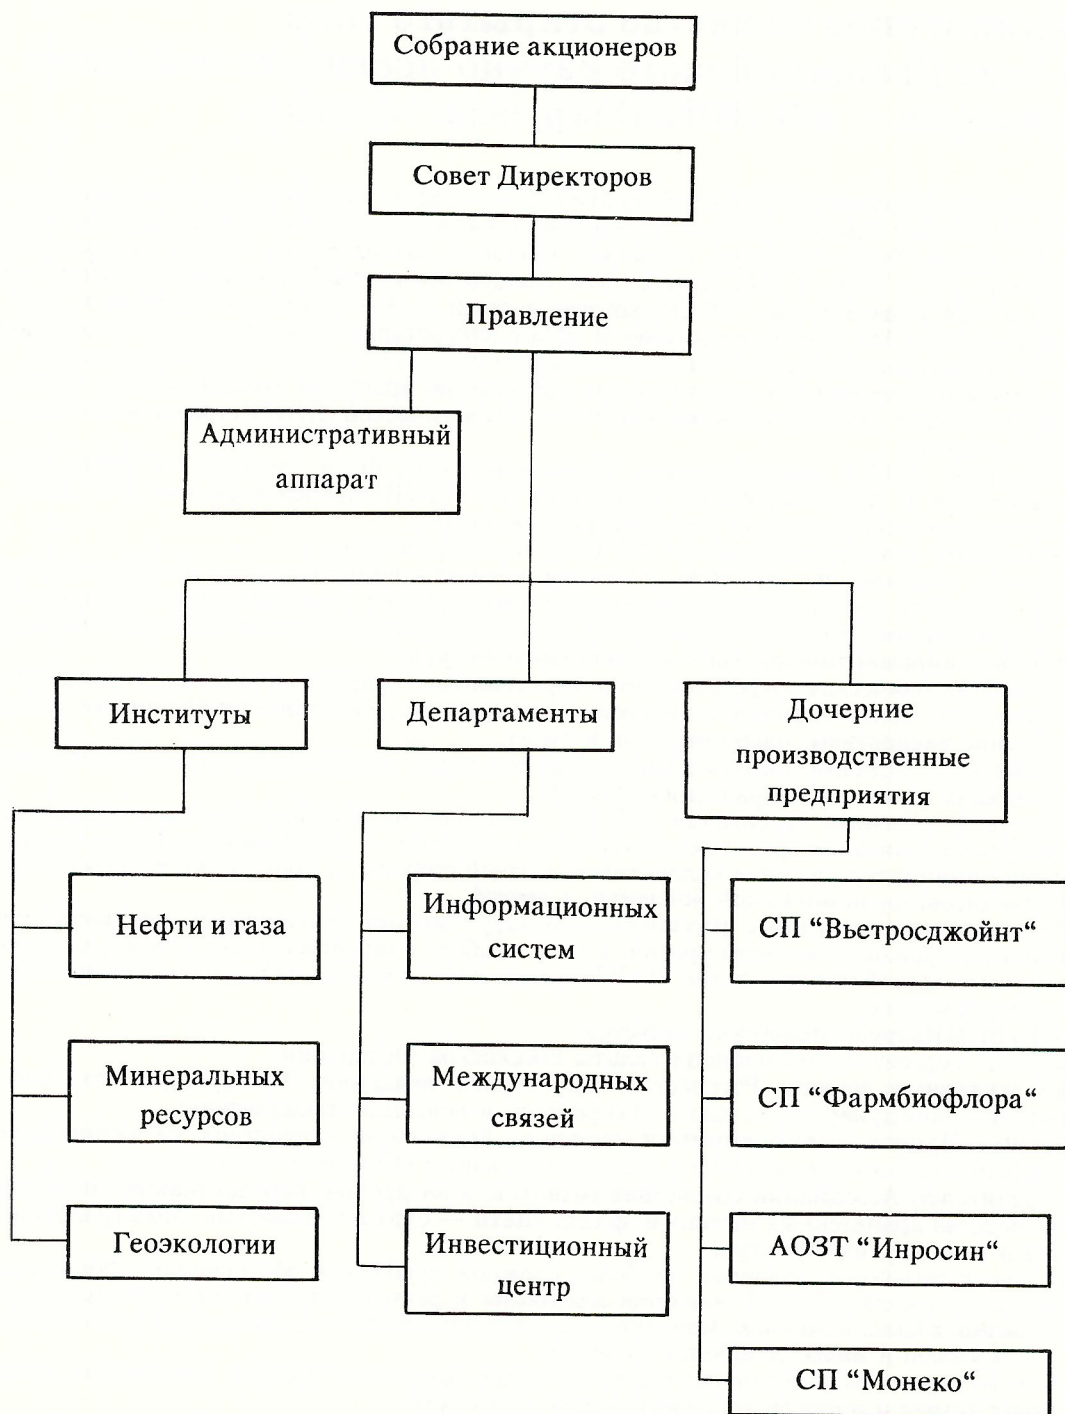 Собрание акционеров
Совет Директоров
Правление
Административный
аппарат
Институты
Департаменты
Дочерние
производственные
предприятия
Нефти и газа
Минеральных
ресурсов
Геоэкологии
Информационных
систем
Международных
связей
Инвестиционный
центр
СП “Вьетросджойнт“
СП “Фармбиофлора“
АОЗТ “Инросин“
СП “Монеко“